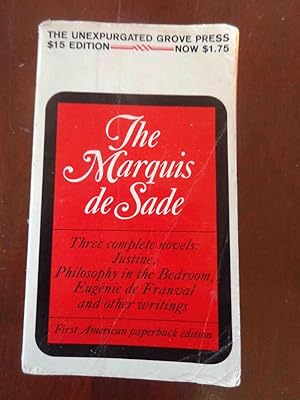 THE UNEXPURGATED GROVE PRESS
$15 EDITION NOW $1.75
The
Marquis
de Sade
Three complete novels:
Justine,
Philosophy in the Bedroom,
Eugénie de Franval
and other writings
First American paperback edition